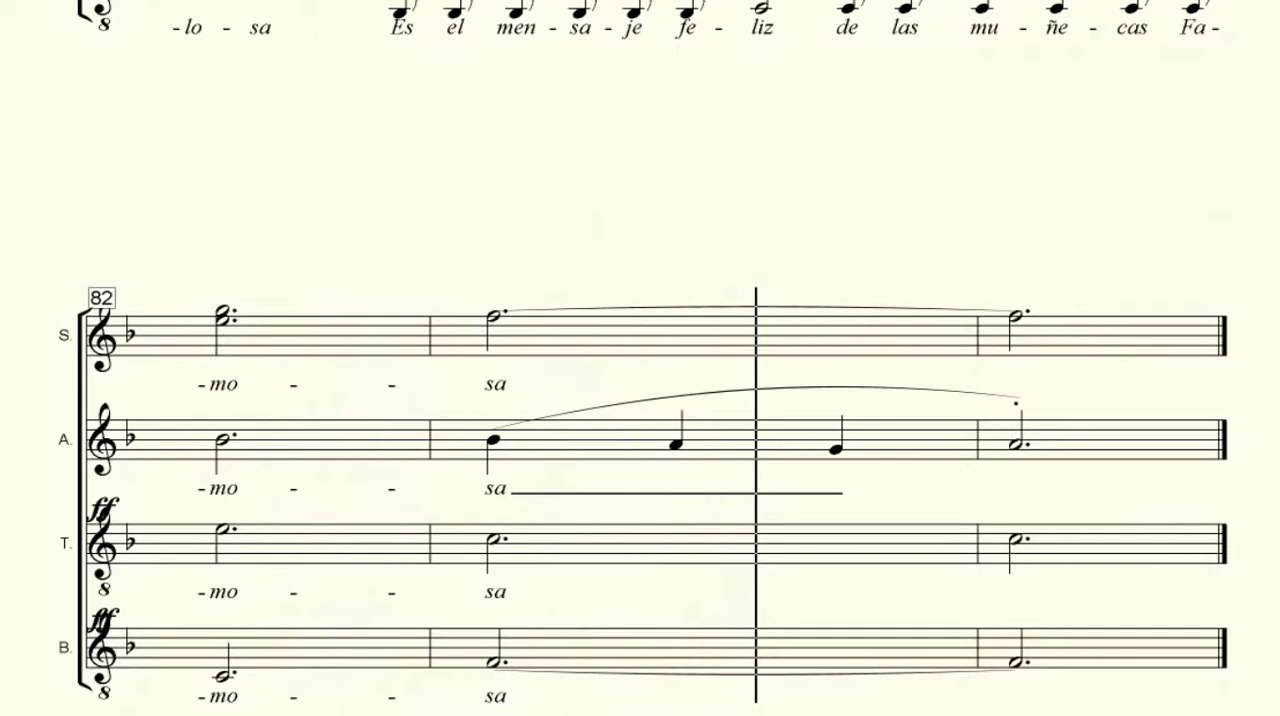 -lo - sa Es el men - sa - je fe - liz de las mu - ñe - cas Fa -
82
S.
-mo - - sa
A.
-mo - - sa
ff
T.
8
-mo - - sa
ff
B.
8
-mo - - sa